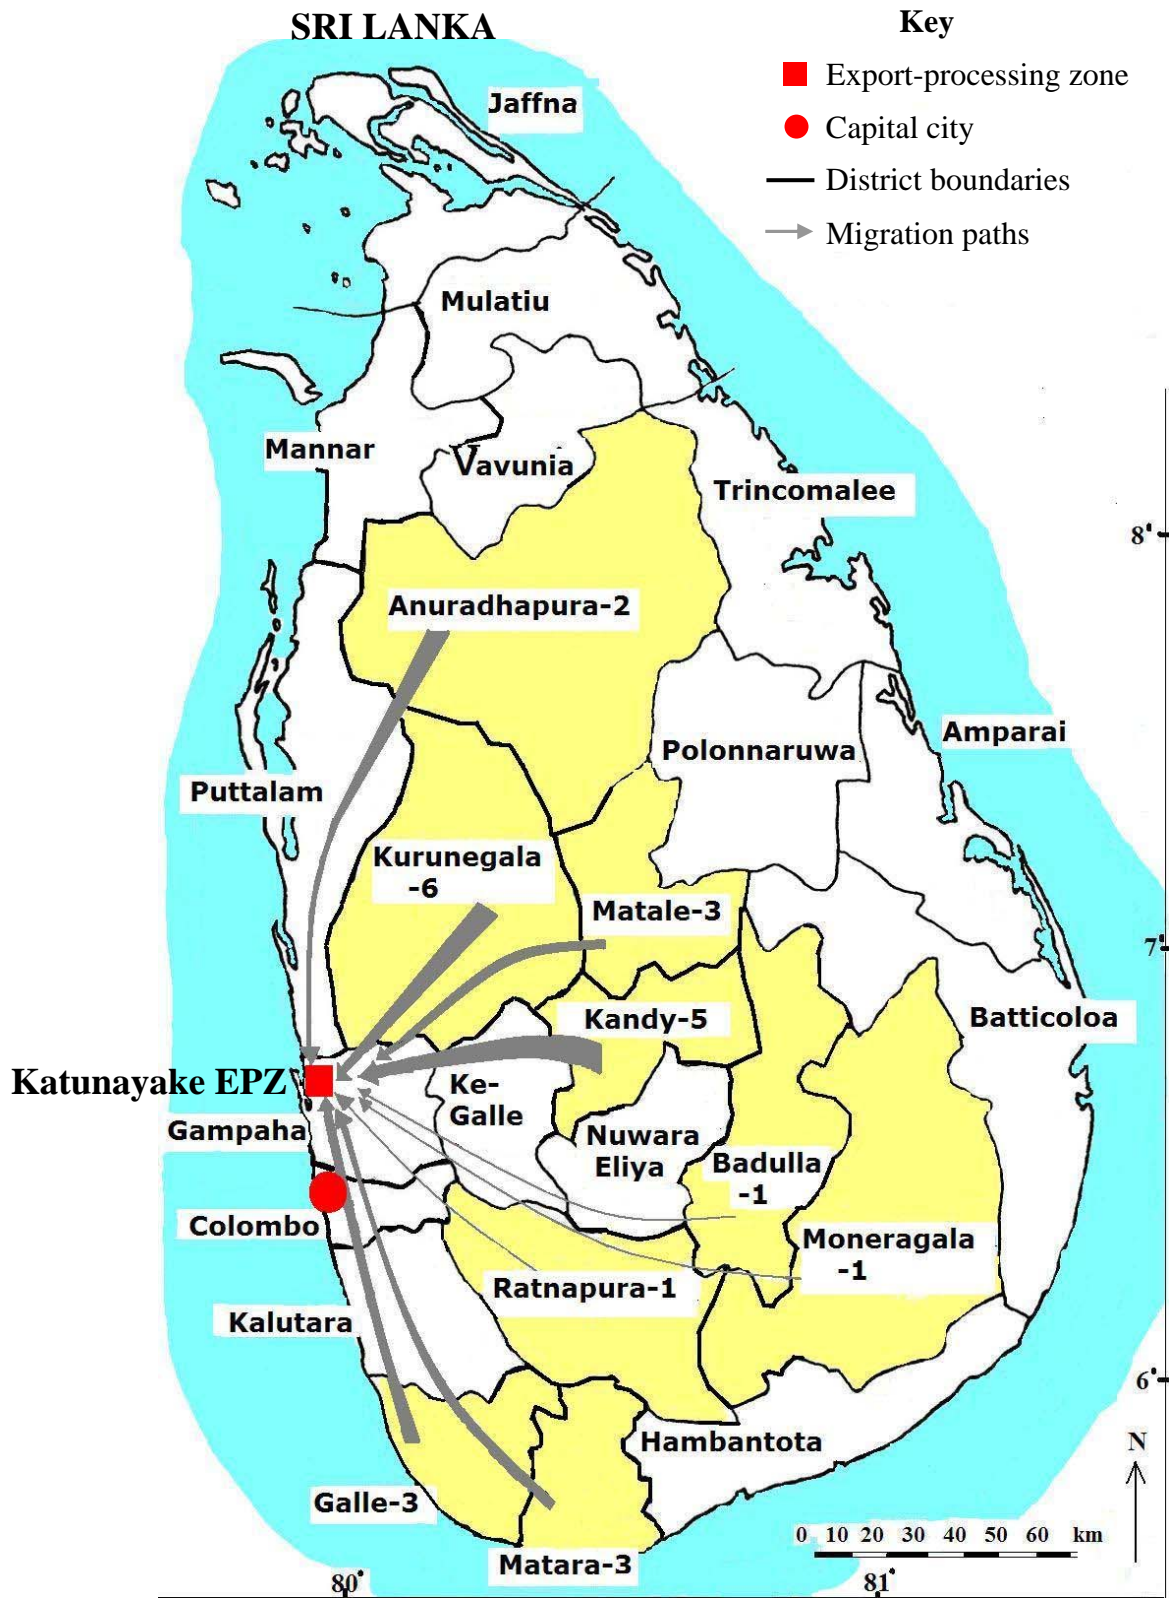 SRI LANKA
Key
Export-processing zone
Capital city
District boundaries
Migration paths
Jaffna
Mulatiu
Mannar
Vavunia
Trincomalee
8°
Anuradhapura-2
Amparai
Polonnaruwa
Puttalam
Kurunegala
-6
Matale-3
7°
Kandy-5
Batticoloa
Katunayake EPZ
Ke-
Galle
Gampaha
Nuwara
Eliya
Badulla
-1
Colombo
Moneragala
-1
Ratnapura-1
Kalutara
6°
Hambantota
N
Galle-3
0 10 20 30 40 50 60 km
Matara-3
80°
81°